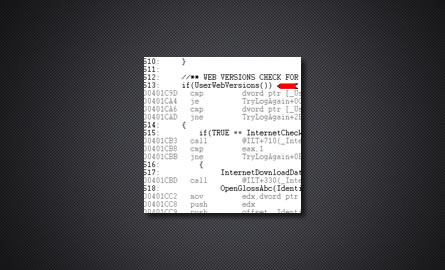 510: }
511:
512: //** WEB VERSIONS CHECK FOR
513: if(UserWebVersions())
00401C9D cmp dword ptr [_Us
00401CA4 je TryLogAgain+0C
00401CA6 cmp dword ptr [_Us
00401CAD jne TryLogAgain+2E
514: {
515: if(TRUE == InternetCheck
00401CB3 call @ILT+710(_Inte
00401CB8 cmp eax,1
00401CBB jne TryLogAgain+0E
516: {
517: InternetDownloadDat
00401CBD call @ILT+330(_Inte
518: OpenGlossAbc(Identi
00401CC2 mov edx,dword ptr
00401CC8 push edx
00401CC9 push offset _Ident